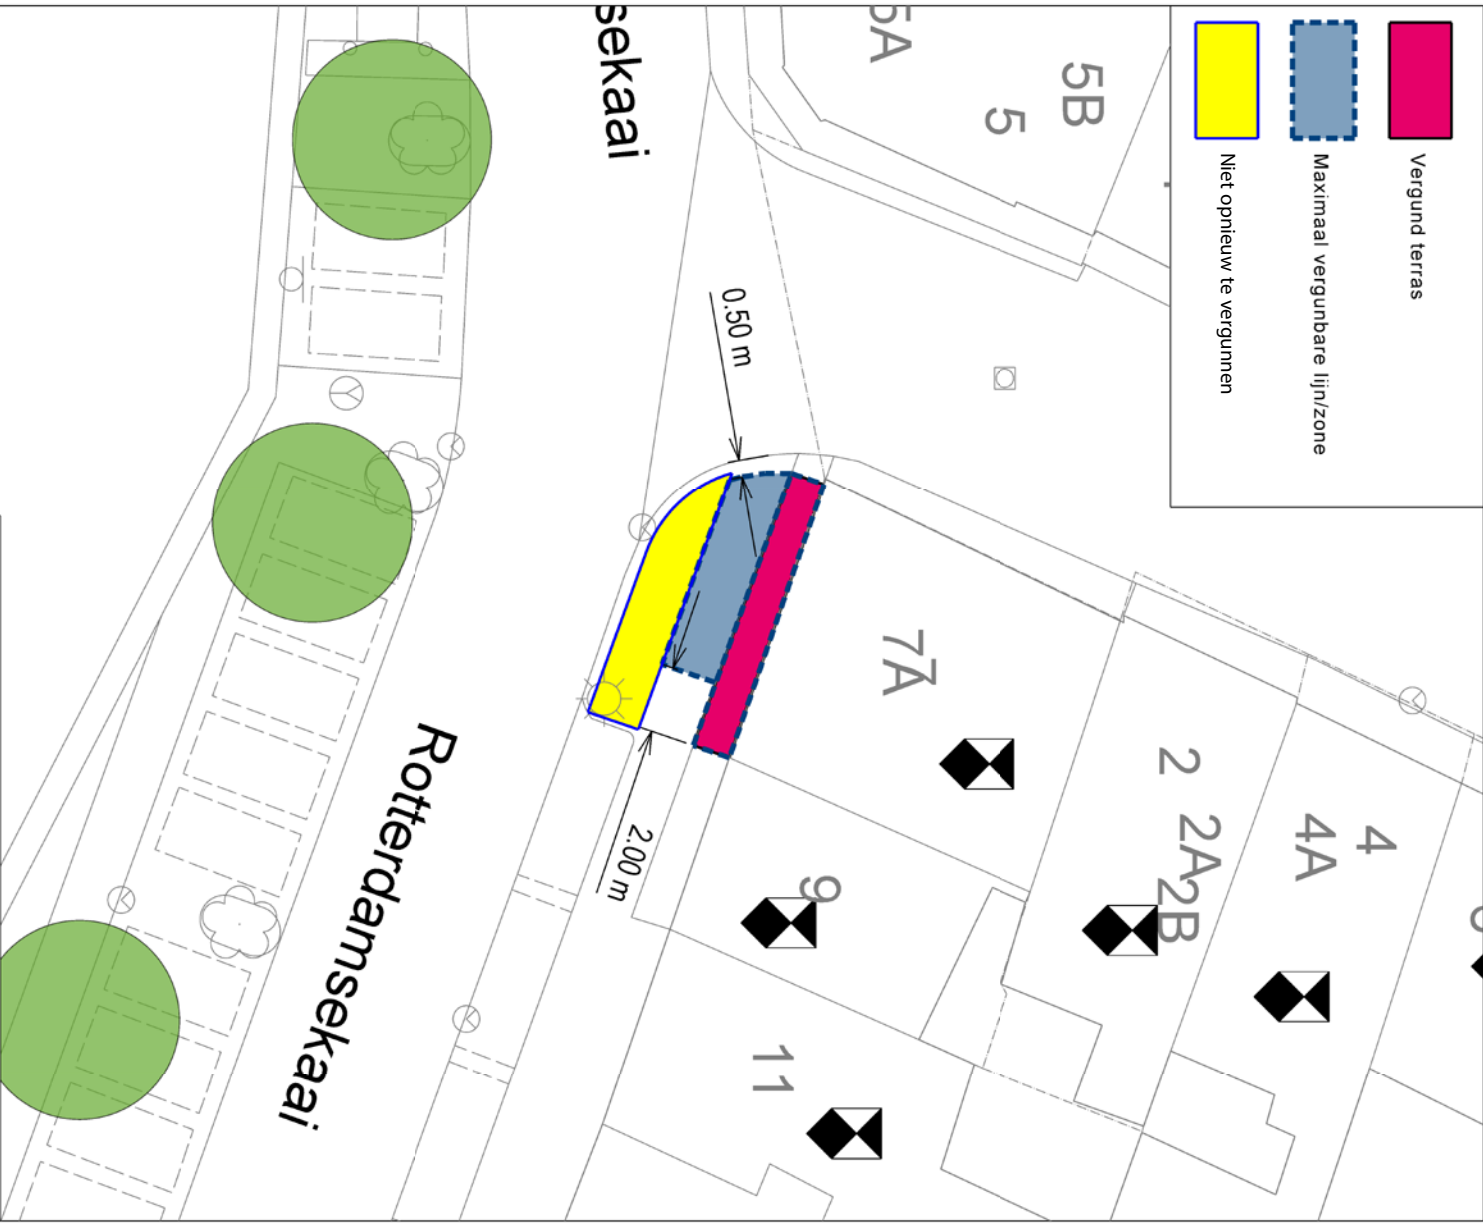 Vergund terras
Maximaal vergunbare lijn/zone
Niet opnieuw te vergunnen
sekaai
5A
5B
5
0.50 m
7
7A
2
2A
2B
4
4A
9
11
2.00 m
Rotterdamsekaai